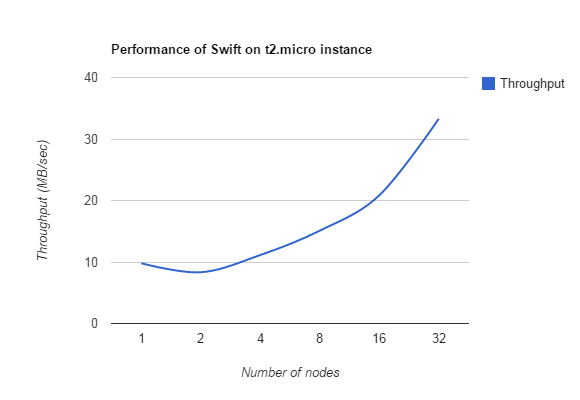 Performance of Swift on t2.micro instance
Throughput
Throughput (MB/sec)
40
30
20
10
0
1 2 4 8 16 32
Number of nodes